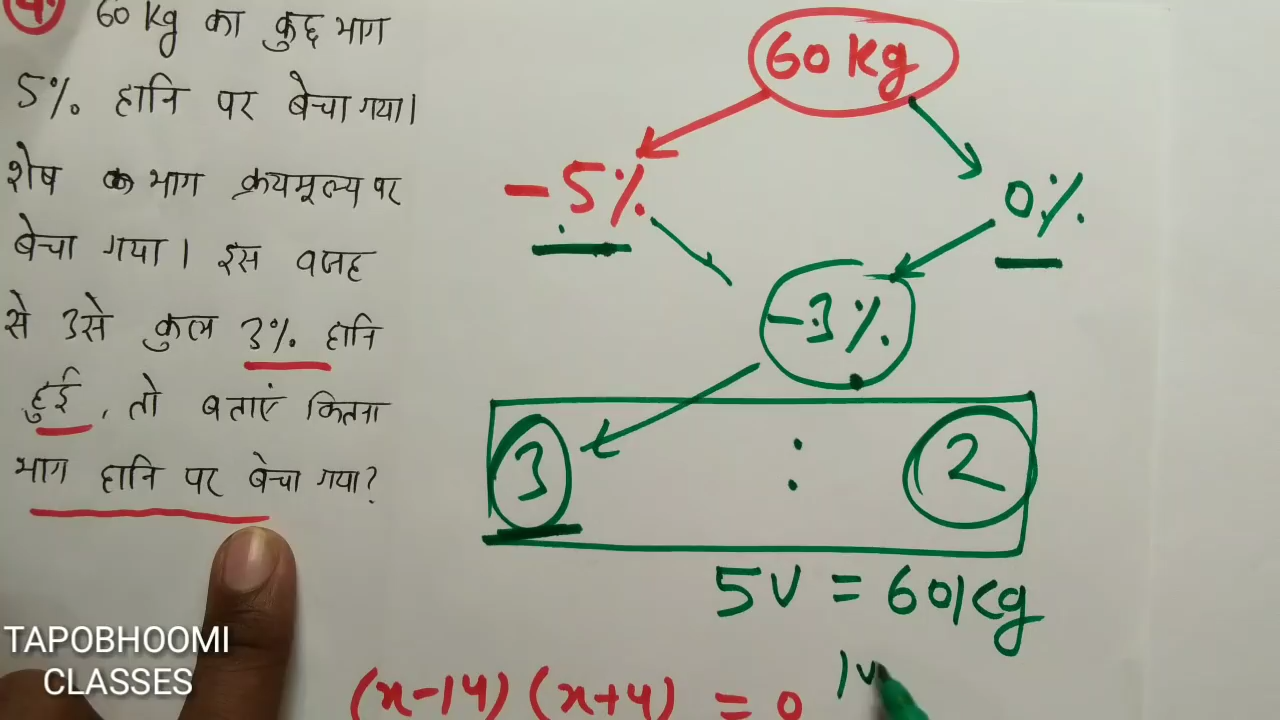 60 Kg का कुछ भाग
5% हानि पर बेचा गया।
शेष भाग क्रयमूल्य पर
बेचा गया। इस वजह
से उसे कुल 3% हानि
हुई, तो बताएं कितना
भाग हानि पर बेचा गया?
60 Kg
-5% 0%
-3%
3 : 2
5V = 60Kg
1V
(x-14) (x+4) = 0
TAPOBHOOMI
CLASSES